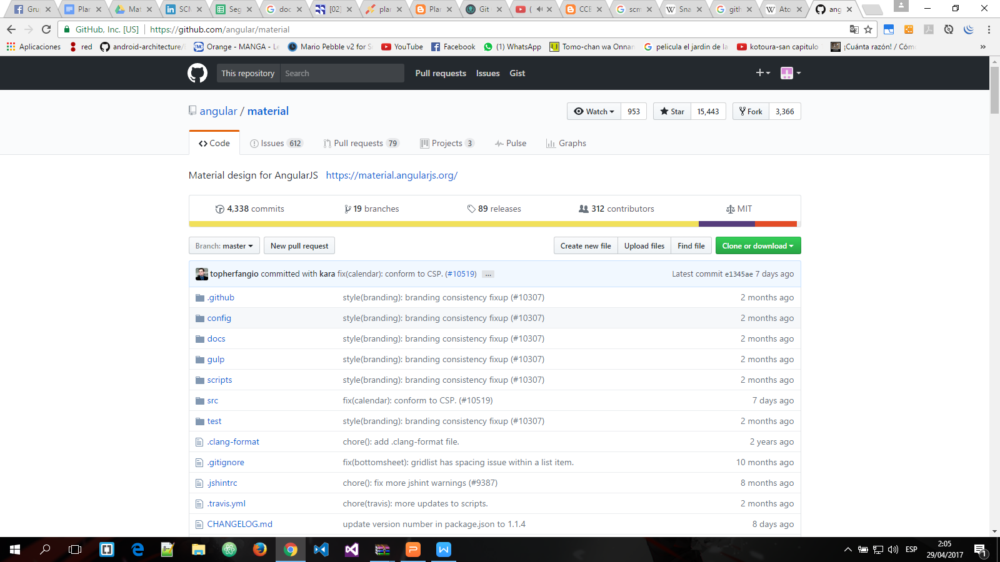 Gru
Plar
Mat
SCM
Seg
doc
[02]
plar
Plar
Git
(
CCE
scm
Sna
gith
Ato
ang
GitHub, Inc. [US] https://github.com/angular/material
Aplicaciones red android-architecture/ Orange - MANGA - Le Mario Pebble v2 for S YouTube Facebook (1) WhatsApp Tomo-chan wa Onnan pelicula el jardin de la kotoura-san capitulo ¡Cuánta razón! / Cómo »
This repository Search Pull requests Issues Gist
angular / material Watch 953 Star 15,443 Fork 3,366
Code Issues 612 Pull requests 79 Projects 3 Pulse Graphs
Material design for AngularJS https://material.angularjs.org/
4,338 commits 19 branches 89 releases 312 contributors MIT
Branch: master New pull request Create new file Upload files Find file Clone or download
topherfangio committed with kara fix(calendar): conform to CSP. (#10519) ... Latest commit e1345ae 7 days ago
.github style(branding): branding consistency fixup (#10307) 2 months ago
config style(branding): branding consistency fixup (#10307) 2 months ago
docs style(branding): branding consistency fixup (#10307) 2 months ago
gulp style(branding): branding consistency fixup (#10307) 2 months ago
scripts style(branding): branding consistency fixup (#10307) 2 months ago
src fix(calendar): conform to CSP. (#10519) 7 days ago
test style(branding): branding consistency fixup (#10307) 2 months ago
.clang-format chore(): add .clang-format file. 2 years ago
.gitignore fix(bottomsheet): gridlist has spacing issue within a list item. 10 months ago
.jshintrc chore(): fix more jshint warnings (#9387) 8 months ago
.travis.yml chore(travis): more updates to scripts. 2 months ago
CHANGELOG.md update version number in package.json to 1.1.4 8 days ago
ESP
2:05
29/04/2017
1